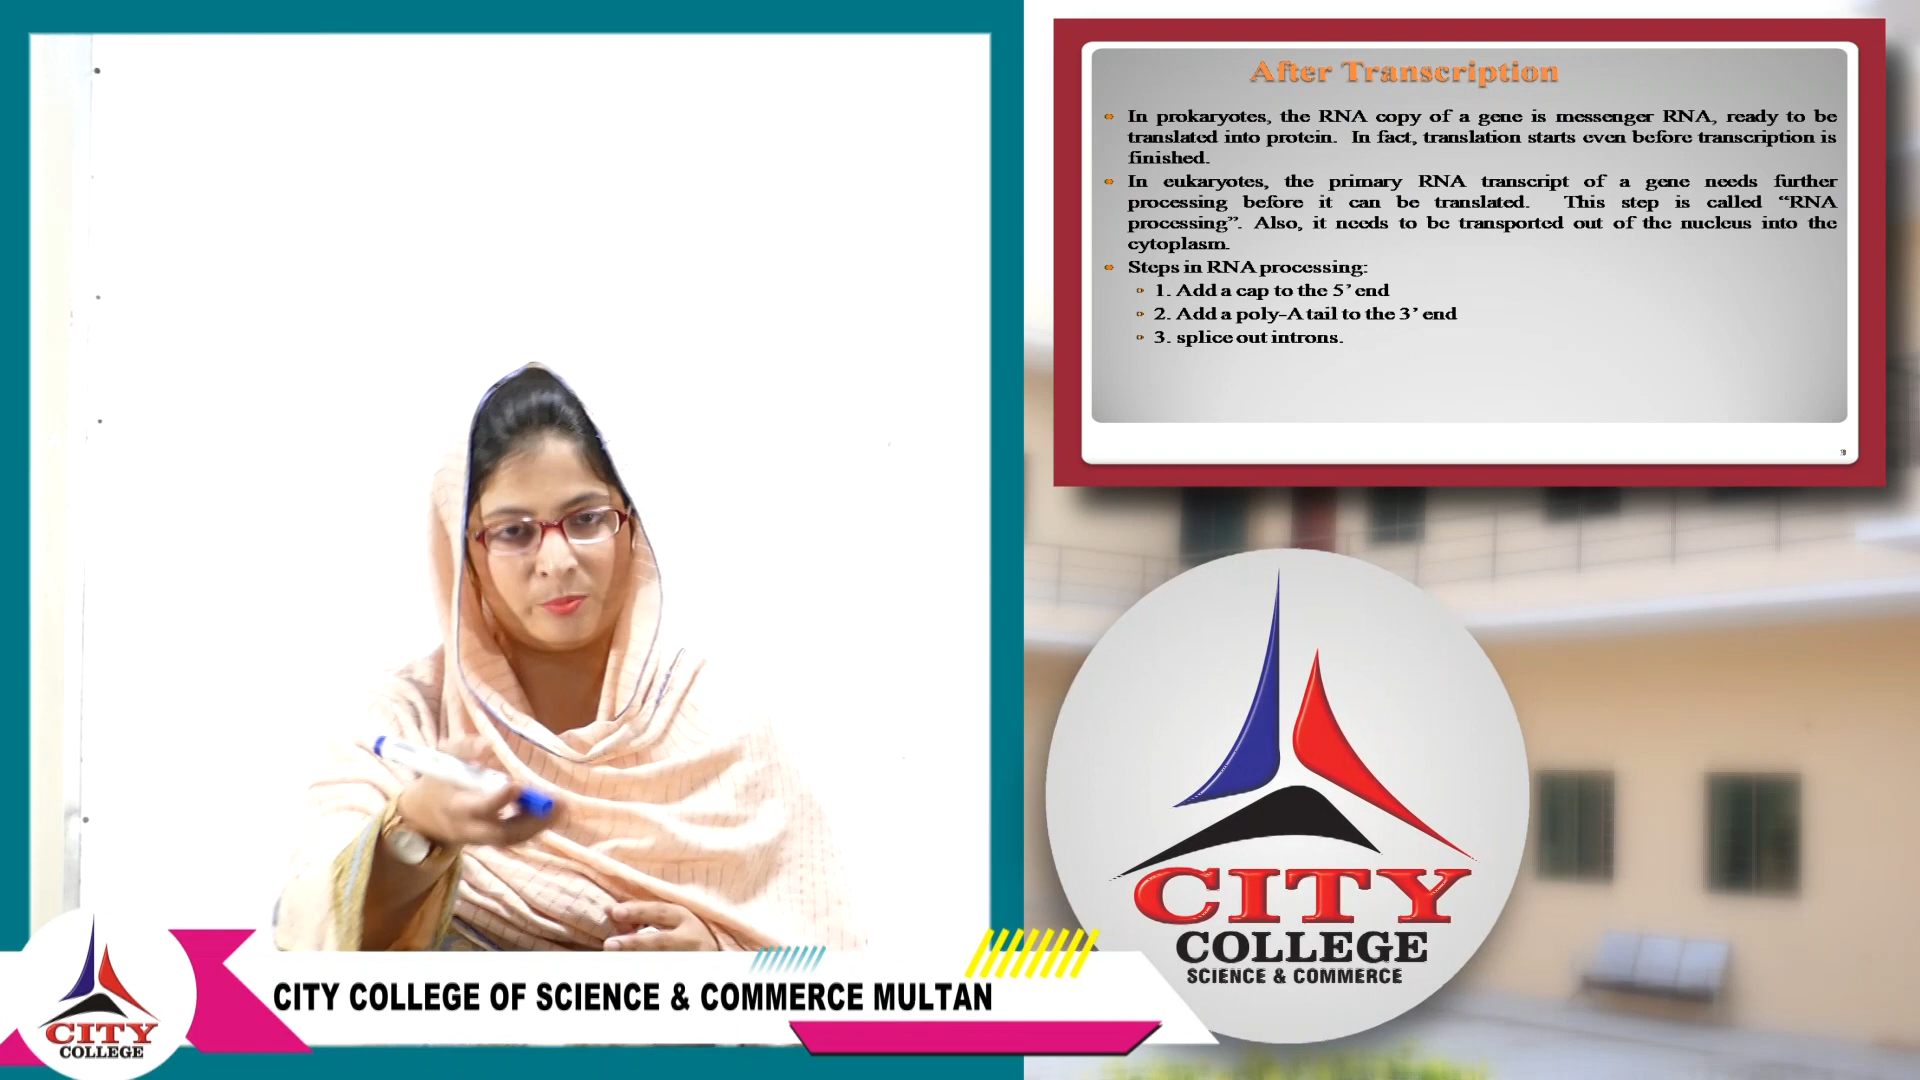 After Transcription
In prokaryotes, the RNA copy of a gene is messenger RNA, ready to be
translated into protein. In fact, translation starts even before transcription is
finished.
In eukaryotes, the primary RNA transcript of a gene needs further
processing before it can be translated. This step is called “RNA
processing”. Also, it needs to be transported out of the nucleus into the
cytoplasm.
Steps in RNA processing:
1. Add a cap to the 5’ end
2. Add a poly-A tail to the 3’ end
3. splice out introns.
CITY
COLLEGE
SCIENCE & COMMERCE
CITY
COLLEGE
CITY COLLEGE OF SCIENCE & COMMERCE MULTAN